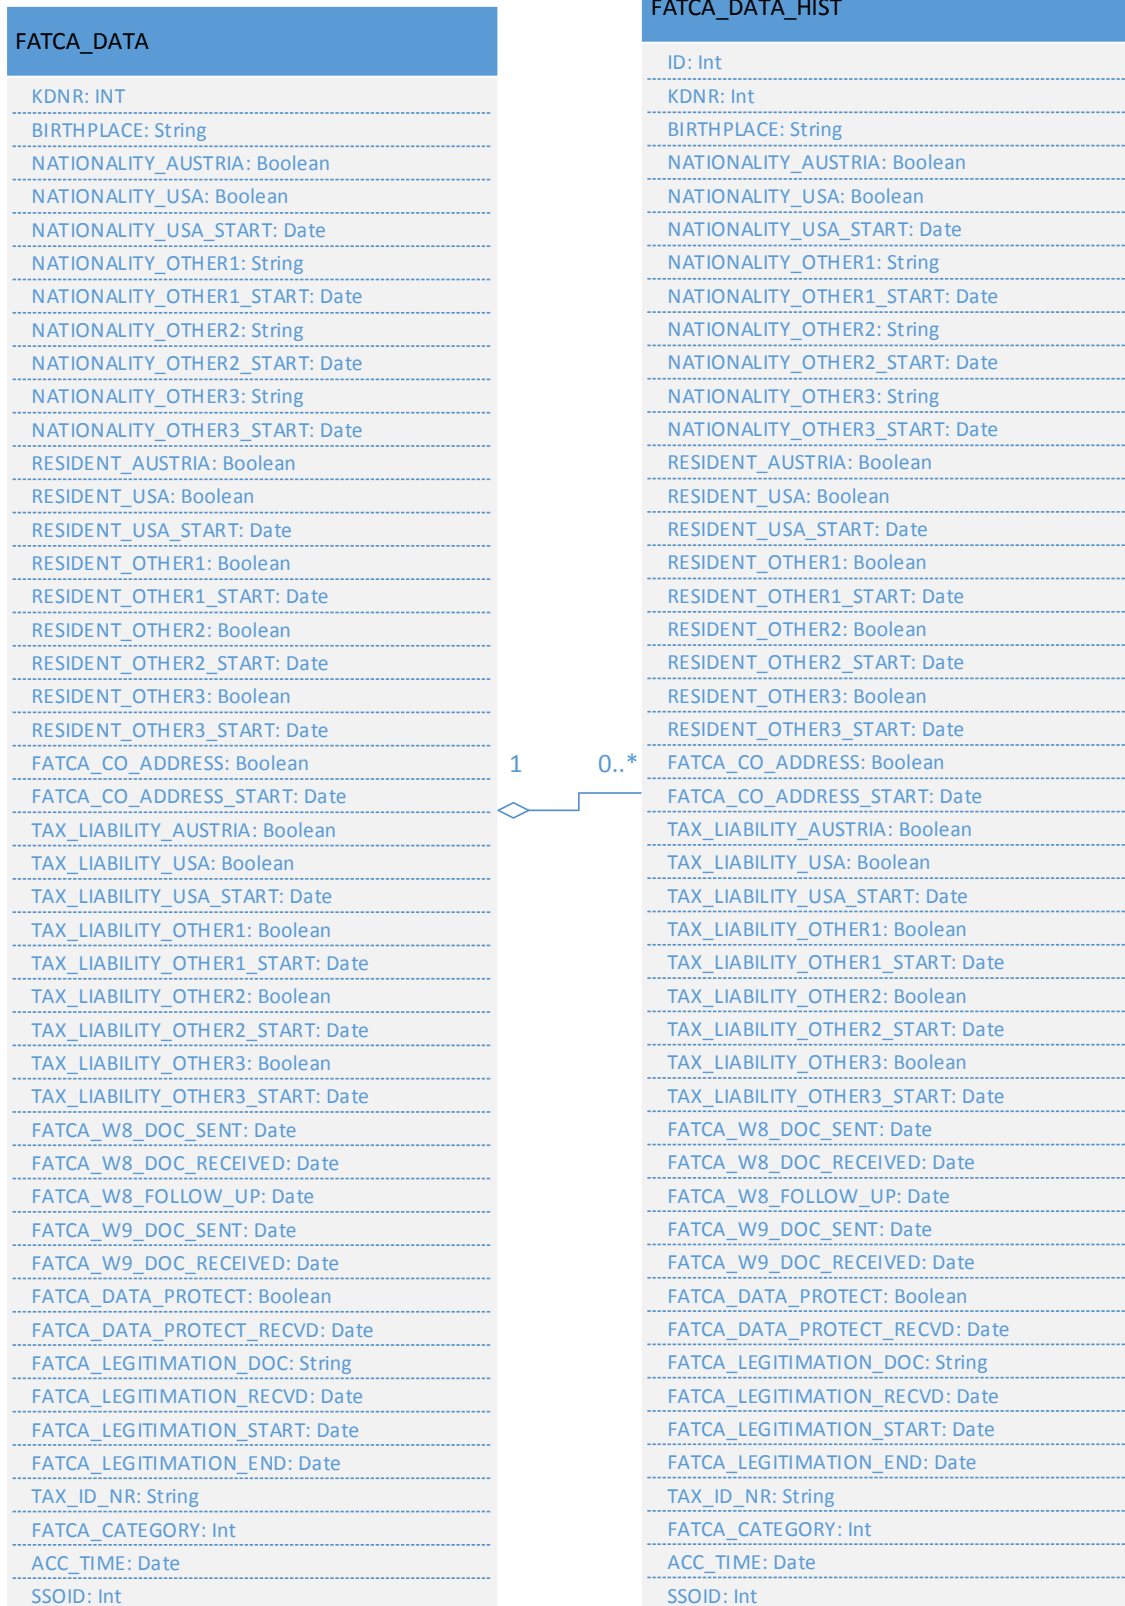 FATCA_DATA
KDNR: INT
BIRTHPLACE: String
NATIONALITY_AUSTRIA: Boolean
NATIONALITY_USA: Boolean
NATIONALITY_USA_START: Date
NATIONALITY_OTHER1: String
NATIONALITY_OTHER1_START: Date
NATIONALITY_OTHER2: String
NATIONALITY_OTHER2_START: Date
NATIONALITY_OTHER3: String
NATIONALITY_OTHER3_START: Date
RESIDENT_AUSTRIA: Boolean
RESIDENT_USA: Boolean
RESIDENT_USA_START: Date
RESIDENT_OTHER1: Boolean
RESIDENT_OTHER1_START: Date
RESIDENT_OTHER2: Boolean
RESIDENT_OTHER2_START: Date
RESIDENT_OTHER3: Boolean
RESIDENT_OTHER3_START: Date
FATCA_CO_ADDRESS: Boolean
FATCA_CO_ADDRESS_START: Date
TAX_LIABILITY_AUSTRIA: Boolean
TAX_LIABILITY_USA: Boolean
TAX_LIABILITY_USA_START: Date
TAX_LIABILITY_OTHER1: Boolean
TAX_LIABILITY_OTHER1_START: Date
TAX_LIABILITY_OTHER2: Boolean
TAX_LIABILITY_OTHER2_START: Date
TAX_LIABILITY_OTHER3: Boolean
TAX_LIABILITY_OTHER3_START: Date
FATCA_W8_DOC_SENT: Date
FATCA_W8_DOC_RECEIVED: Date
FATCA_W8_FOLLOW_UP: Date
FATCA_W9_DOC_SENT: Date
FATCA_W9_DOC_RECEIVED: Date
FATCA_DATA_PROTECT: Boolean
FATCA_DATA_PROTECT_RECVD: Date
FATCA_LEGITIMATION_DOC: String
FATCA_LEGITIMATION_RECVD: Date
FATCA_LEGITIMATION_START: Date
FATCA_LEGITIMATION_END: Date
TAX_ID_NR: String
FATCA_CATEGORY: Int
ACC_TIME: Date
SSOID: Int
1 0..*
FATCA_DATA_HIST
ID: Int
KDNR: Int
BIRTHPLACE: String
NATIONALITY_AUSTRIA: Boolean
NATIONALITY_USA: Boolean
NATIONALITY_USA_START: Date
NATIONALITY_OTHER1: String
NATIONALITY_OTHER1_START: Date
NATIONALITY_OTHER2: String
NATIONALITY_OTHER2_START: Date
NATIONALITY_OTHER3: String
NATIONALITY_OTHER3_START: Date
RESIDENT_AUSTRIA: Boolean
RESIDENT_USA: Boolean
RESIDENT_USA_START: Date
RESIDENT_OTHER1: Boolean
RESIDENT_OTHER1_START: Date
RESIDENT_OTHER2: Boolean
RESIDENT_OTHER2_START: Date
RESIDENT_OTHER3: Boolean
RESIDENT_OTHER3_START: Date
FATCA_CO_ADDRESS: Boolean
FATCA_CO_ADDRESS_START: Date
TAX_LIABILITY_AUSTRIA: Boolean
TAX_LIABILITY_USA: Boolean
TAX_LIABILITY_USA_START: Date
TAX_LIABILITY_OTHER1: Boolean
TAX_LIABILITY_OTHER1_START: Date
TAX_LIABILITY_OTHER2: Boolean
TAX_LIABILITY_OTHER2_START: Date
TAX_LIABILITY_OTHER3: Boolean
TAX_LIABILITY_OTHER3_START: Date
FATCA_W8_DOC_SENT: Date
FATCA_W8_DOC_RECEIVED: Date
FATCA_W8_FOLLOW_UP: Date
FATCA_W9_DOC_SENT: Date
FATCA_W9_DOC_RECEIVED: Date
FATCA_DATA_PROTECT: Boolean
FATCA_DATA_PROTECT_RECVD: Date
FATCA_LEGITIMATION_DOC: String
FATCA_LEGITIMATION_RECVD: Date
FATCA_LEGITIMATION_START: Date
FATCA_LEGITIMATION_END: Date
TAX_ID_NR: String
FATCA_CATEGORY: Int
ACC_TIME: Date
SSOID: Int